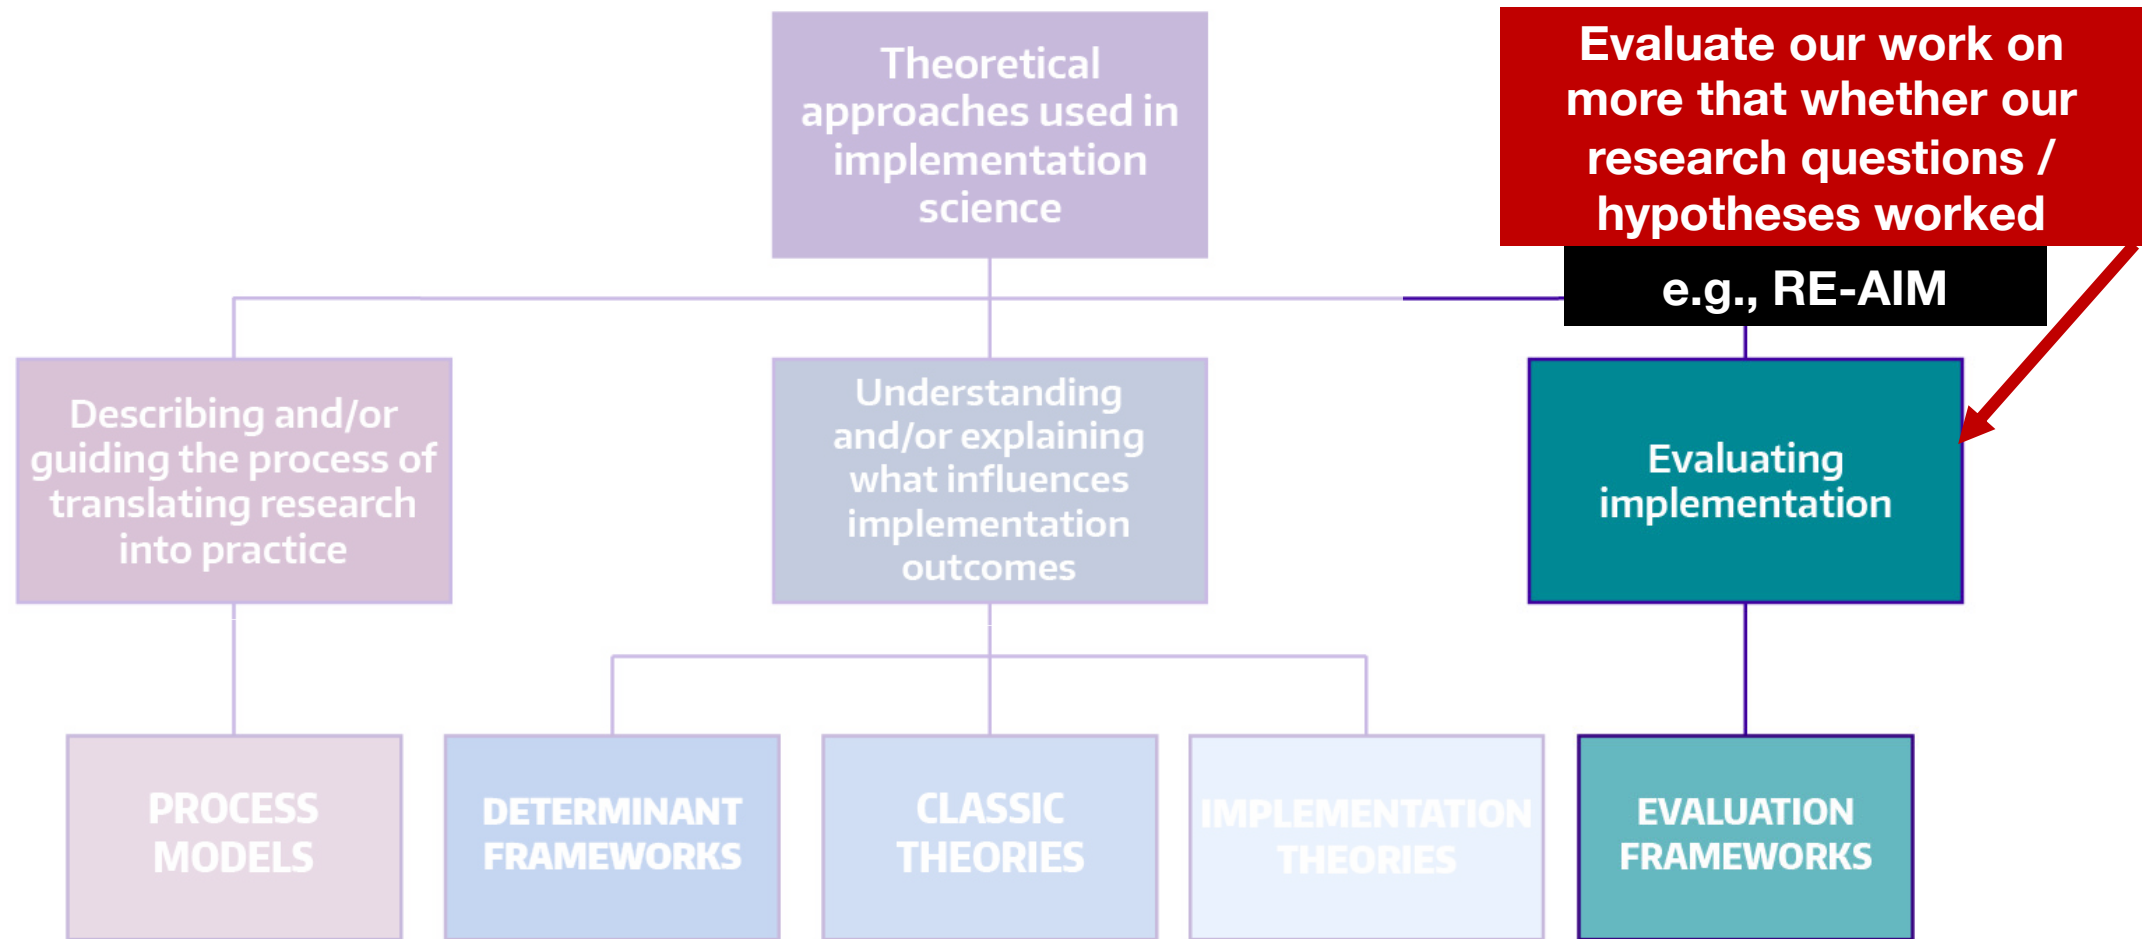 Theoretical
approaches used in
implementation
science
Evaluate our work on
more that whether our
research questions /
hypotheses worked
e.g., RE-AIM
Describing and/or
guiding the process of
translating research
into practice
Understanding
and/or explaining
what influences
implementation
outcomes
Evaluating
implementation
PROCESS
MODELS
DETERMINANT
FRAMEWORKS
CLASSIC
THEORIES
IMPLEMENTATION
THEORIES
EVALUATION
FRAMEWORKS